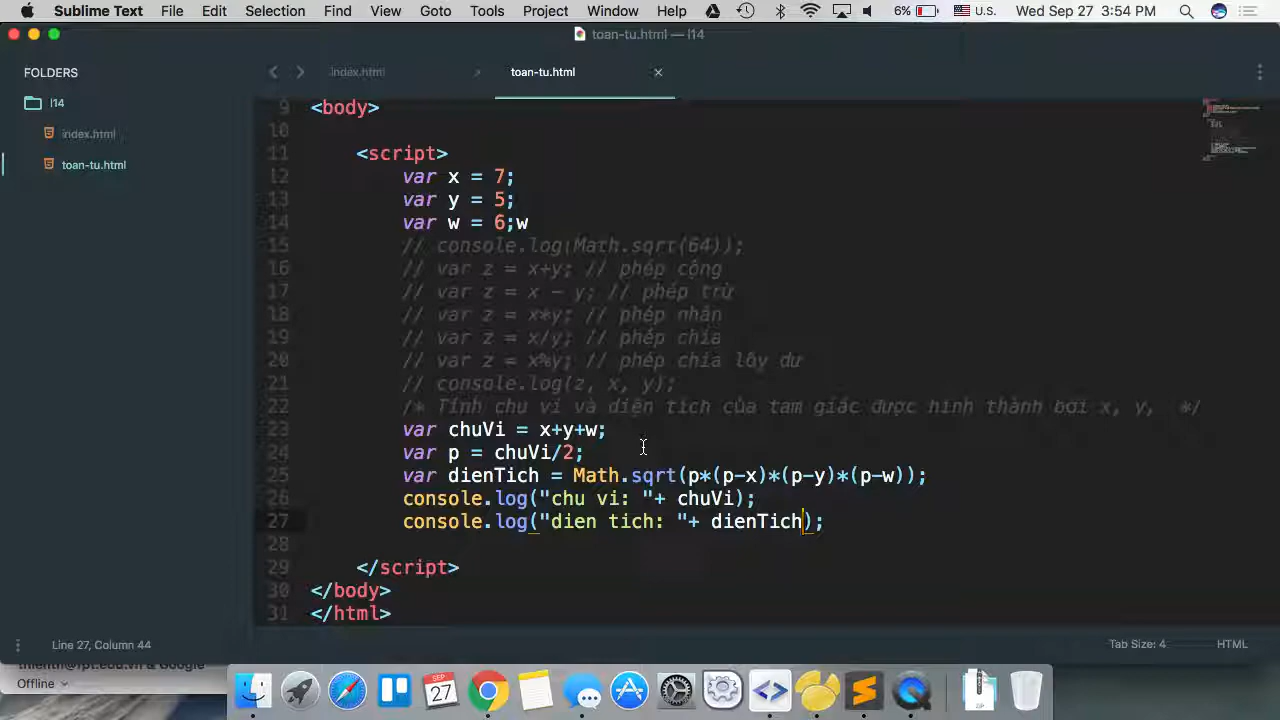 Sublime Text File Edit Selection Find View Goto Tools Project Window Help 6% U.S. Wed Sep 27 3:54 PM
toan-tu.html — l14
FOLDERS
l14
index.html
toan-tu.html
index.html toan-tu.html
9 <body>
10
11 <script>
12 var x = 7;
13 var y = 5;
14 var w = 6;w
15 // console.log(Math.sqrt(64));
16 // var z = x+y; // phép cộng
17 // var z = x - y; // phép trừ
18 // var z = x*y; // phép nhân
19 // var z = x/y; // phép chia
20 // var z = x%y; // phép chia lấy dư
21 // console.log(z, x, y);
22 /* Tính chu vi và diện tích của tam giác được hình thành bởi x, y, */
23 var chuVi = x+y+w;
24 var p = chuVi/2;
25 var dienTich = Math.sqrt(p*(p-x)*(p-y)*(p-w));
26 console.log("chu vi: "+ chuVi);
27 console.log("dien tich: "+ dienTich);
28
29 </script>
30 </body>
31 </html>
Line 27, Column 44 Tab Size: 4 HTML
Offline
SEP
27
ZIP